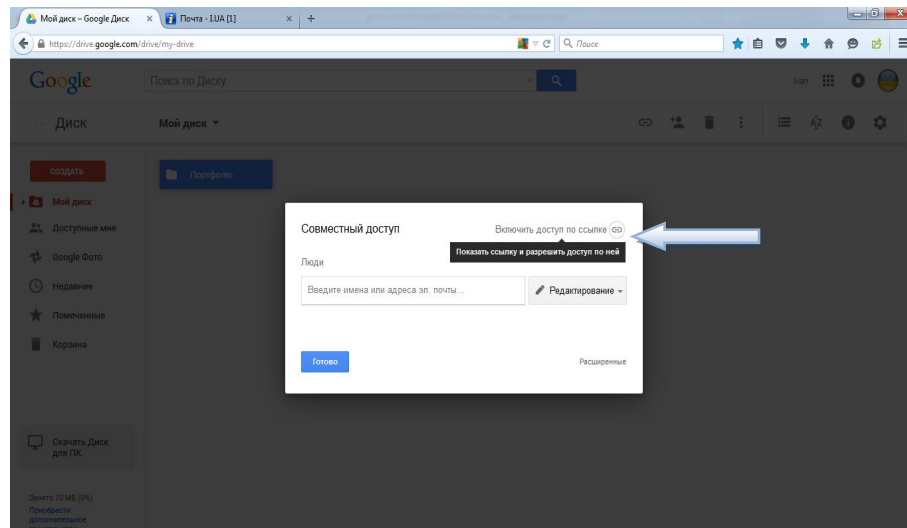 Мой диск – Google Диск
Почта - I.UA [1]
https://drive.google.com/drive/my-drive
Поиск
Google
Поиск по Диску
Ivan
Диск
Мой диск
AZ
СОЗДАТЬ
Портфолио
Мой диск
Доступные мне
Google Фото
Недавние
Помеченные
Корзина
Совместный доступ
Включить доступ по ссылке
Показать ссылку и разрешить доступ по ней
Люди
Введите имена или адреса эл. почты...
Редактирование
Готово
Расширенные
Скачать Диск
для ПК
Занято 70 МБ (0%)
Приобрести
дополнительное